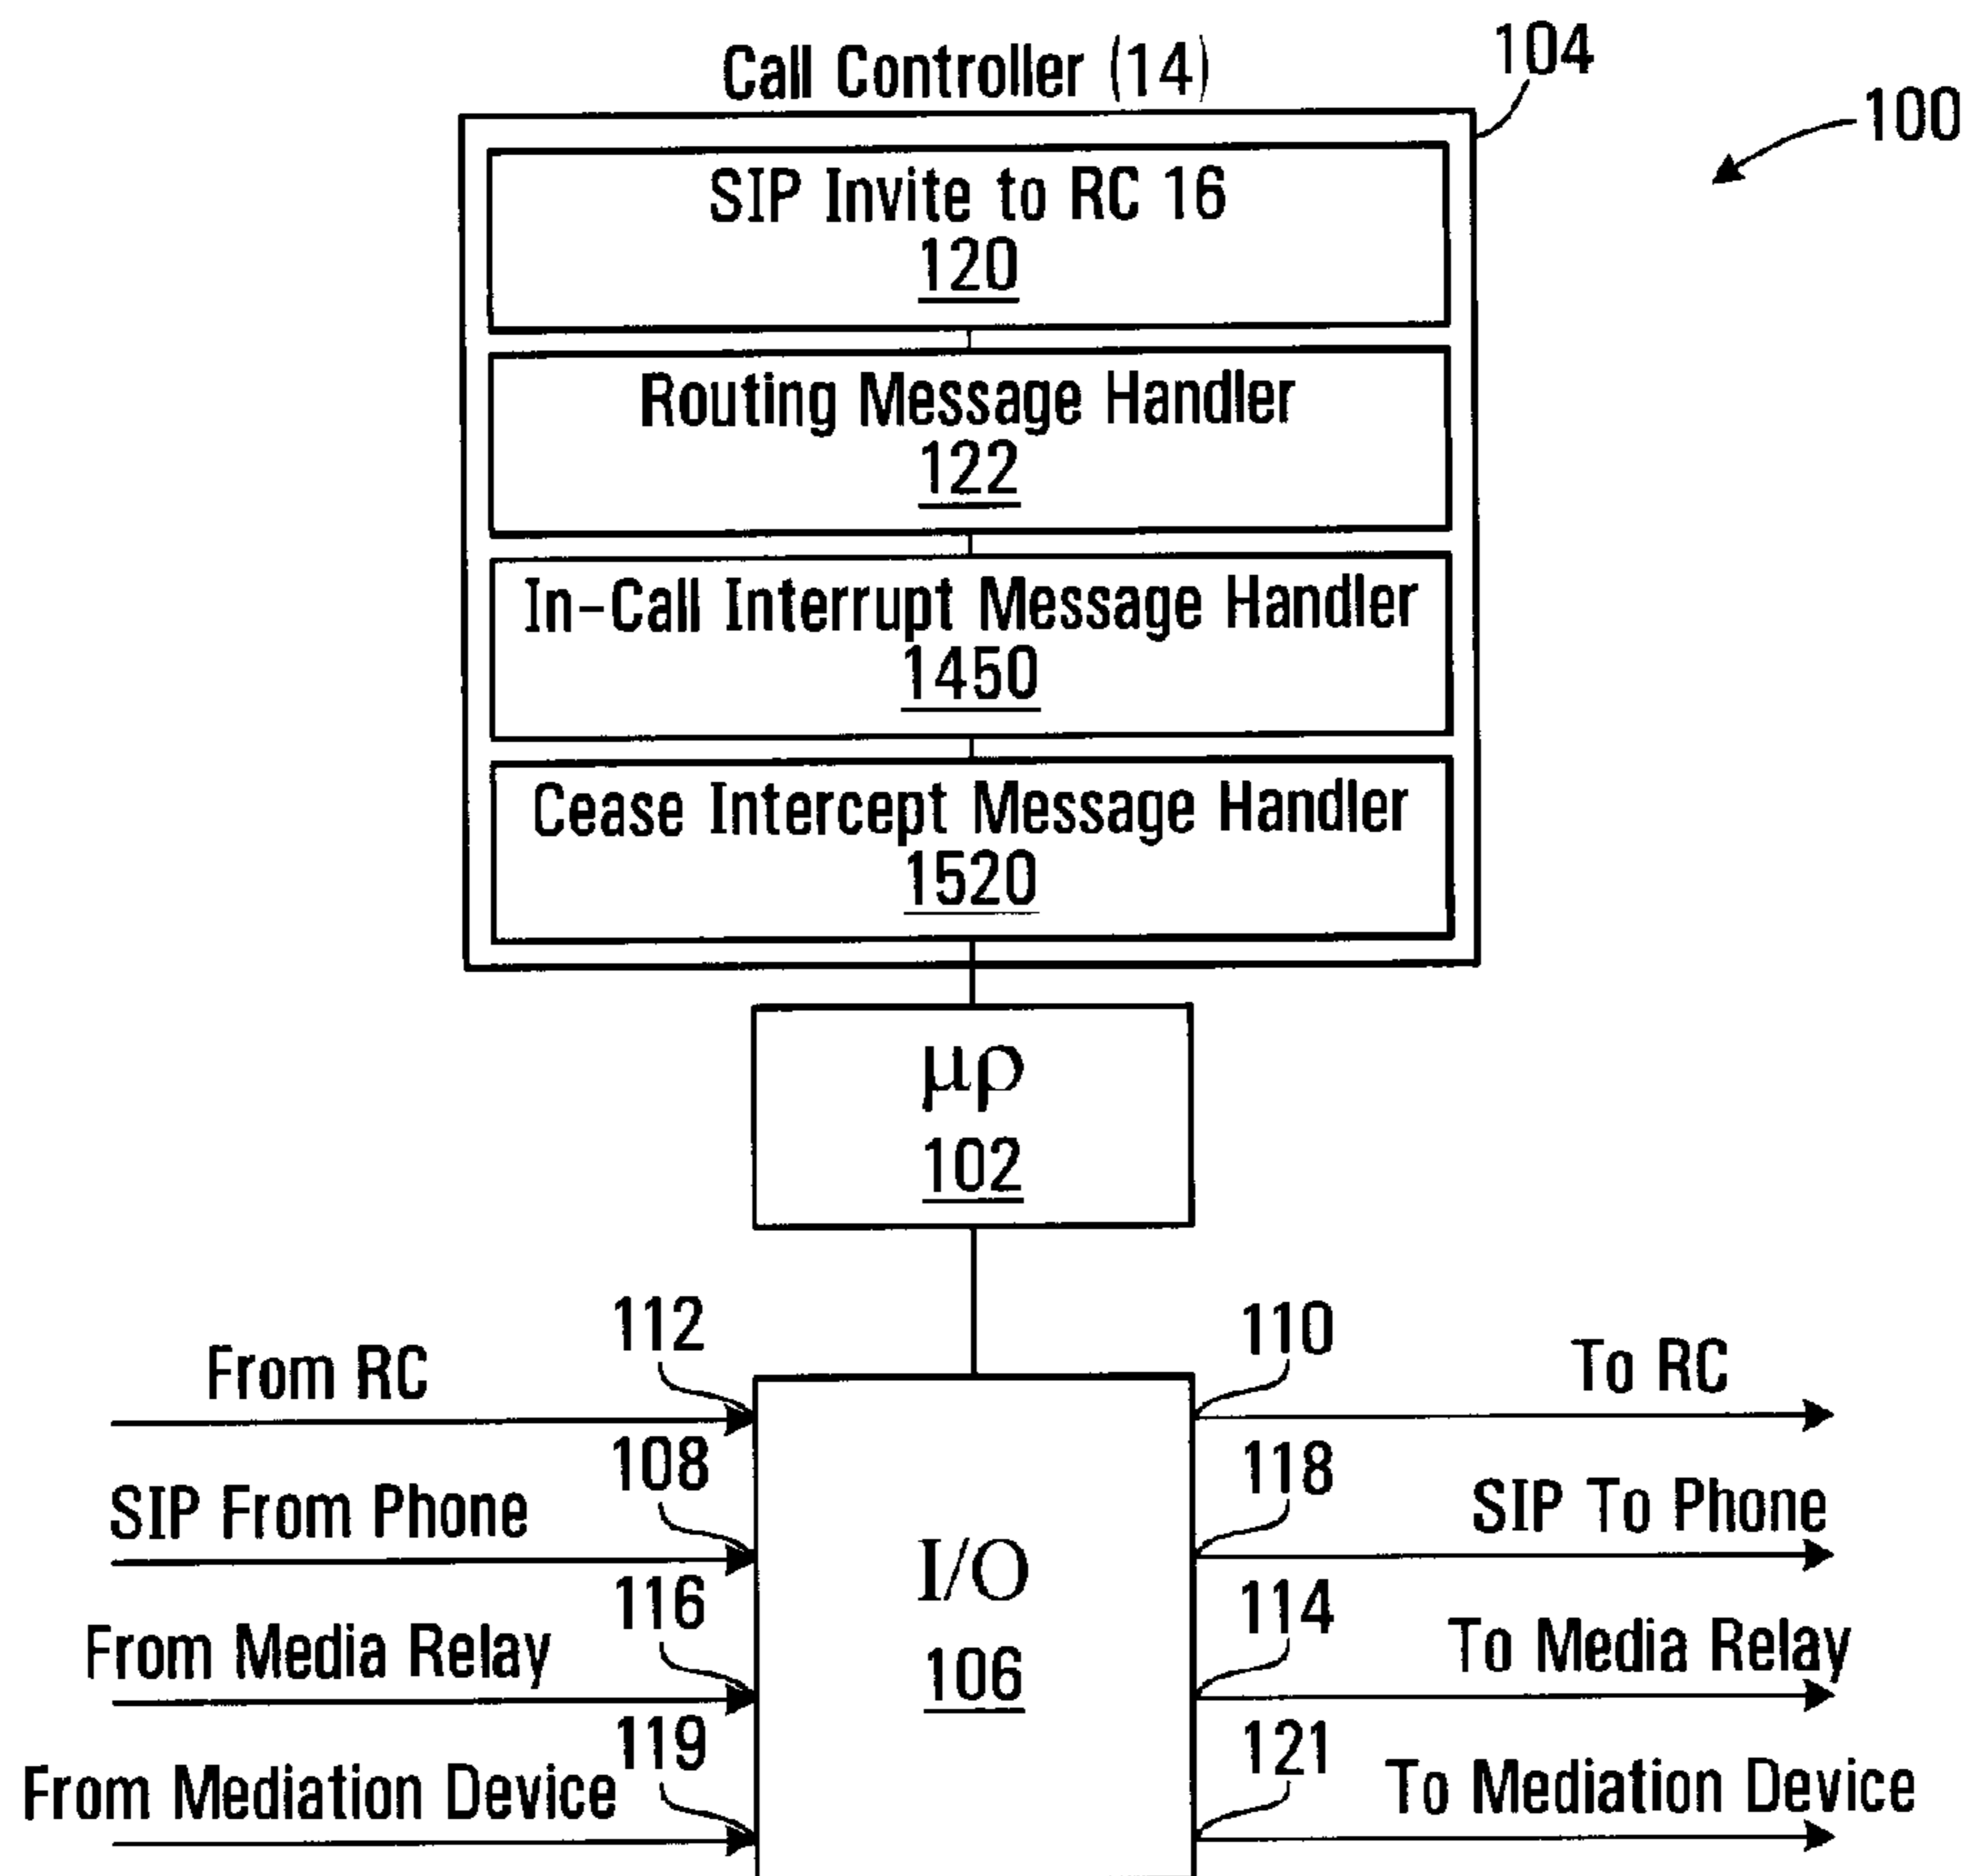 Call Controller (14)
104
100
SIP Invite to RC 16
120
Routing Message Handler
122
In-Call Interrupt Message Handler
1450
Cease Intercept Message Handler
1520
μρ
102
112
110
From RC
To RC
108
118
SIP From Phone
SIP To Phone
I/O
116
114
From Media Relay
To Media Relay
106
119
121
From Mediation Device
To Mediation Device